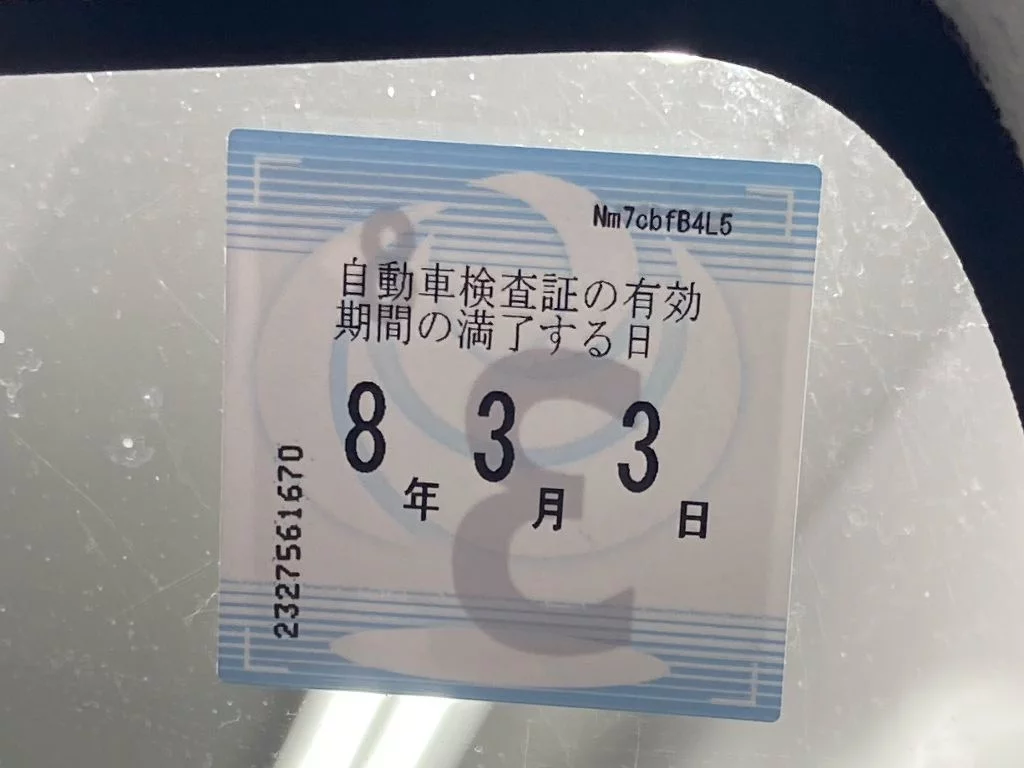 Nm7cbfB4L5
自動車検査証の有効
期間の満了する日
8年 3月 3日
2327561670